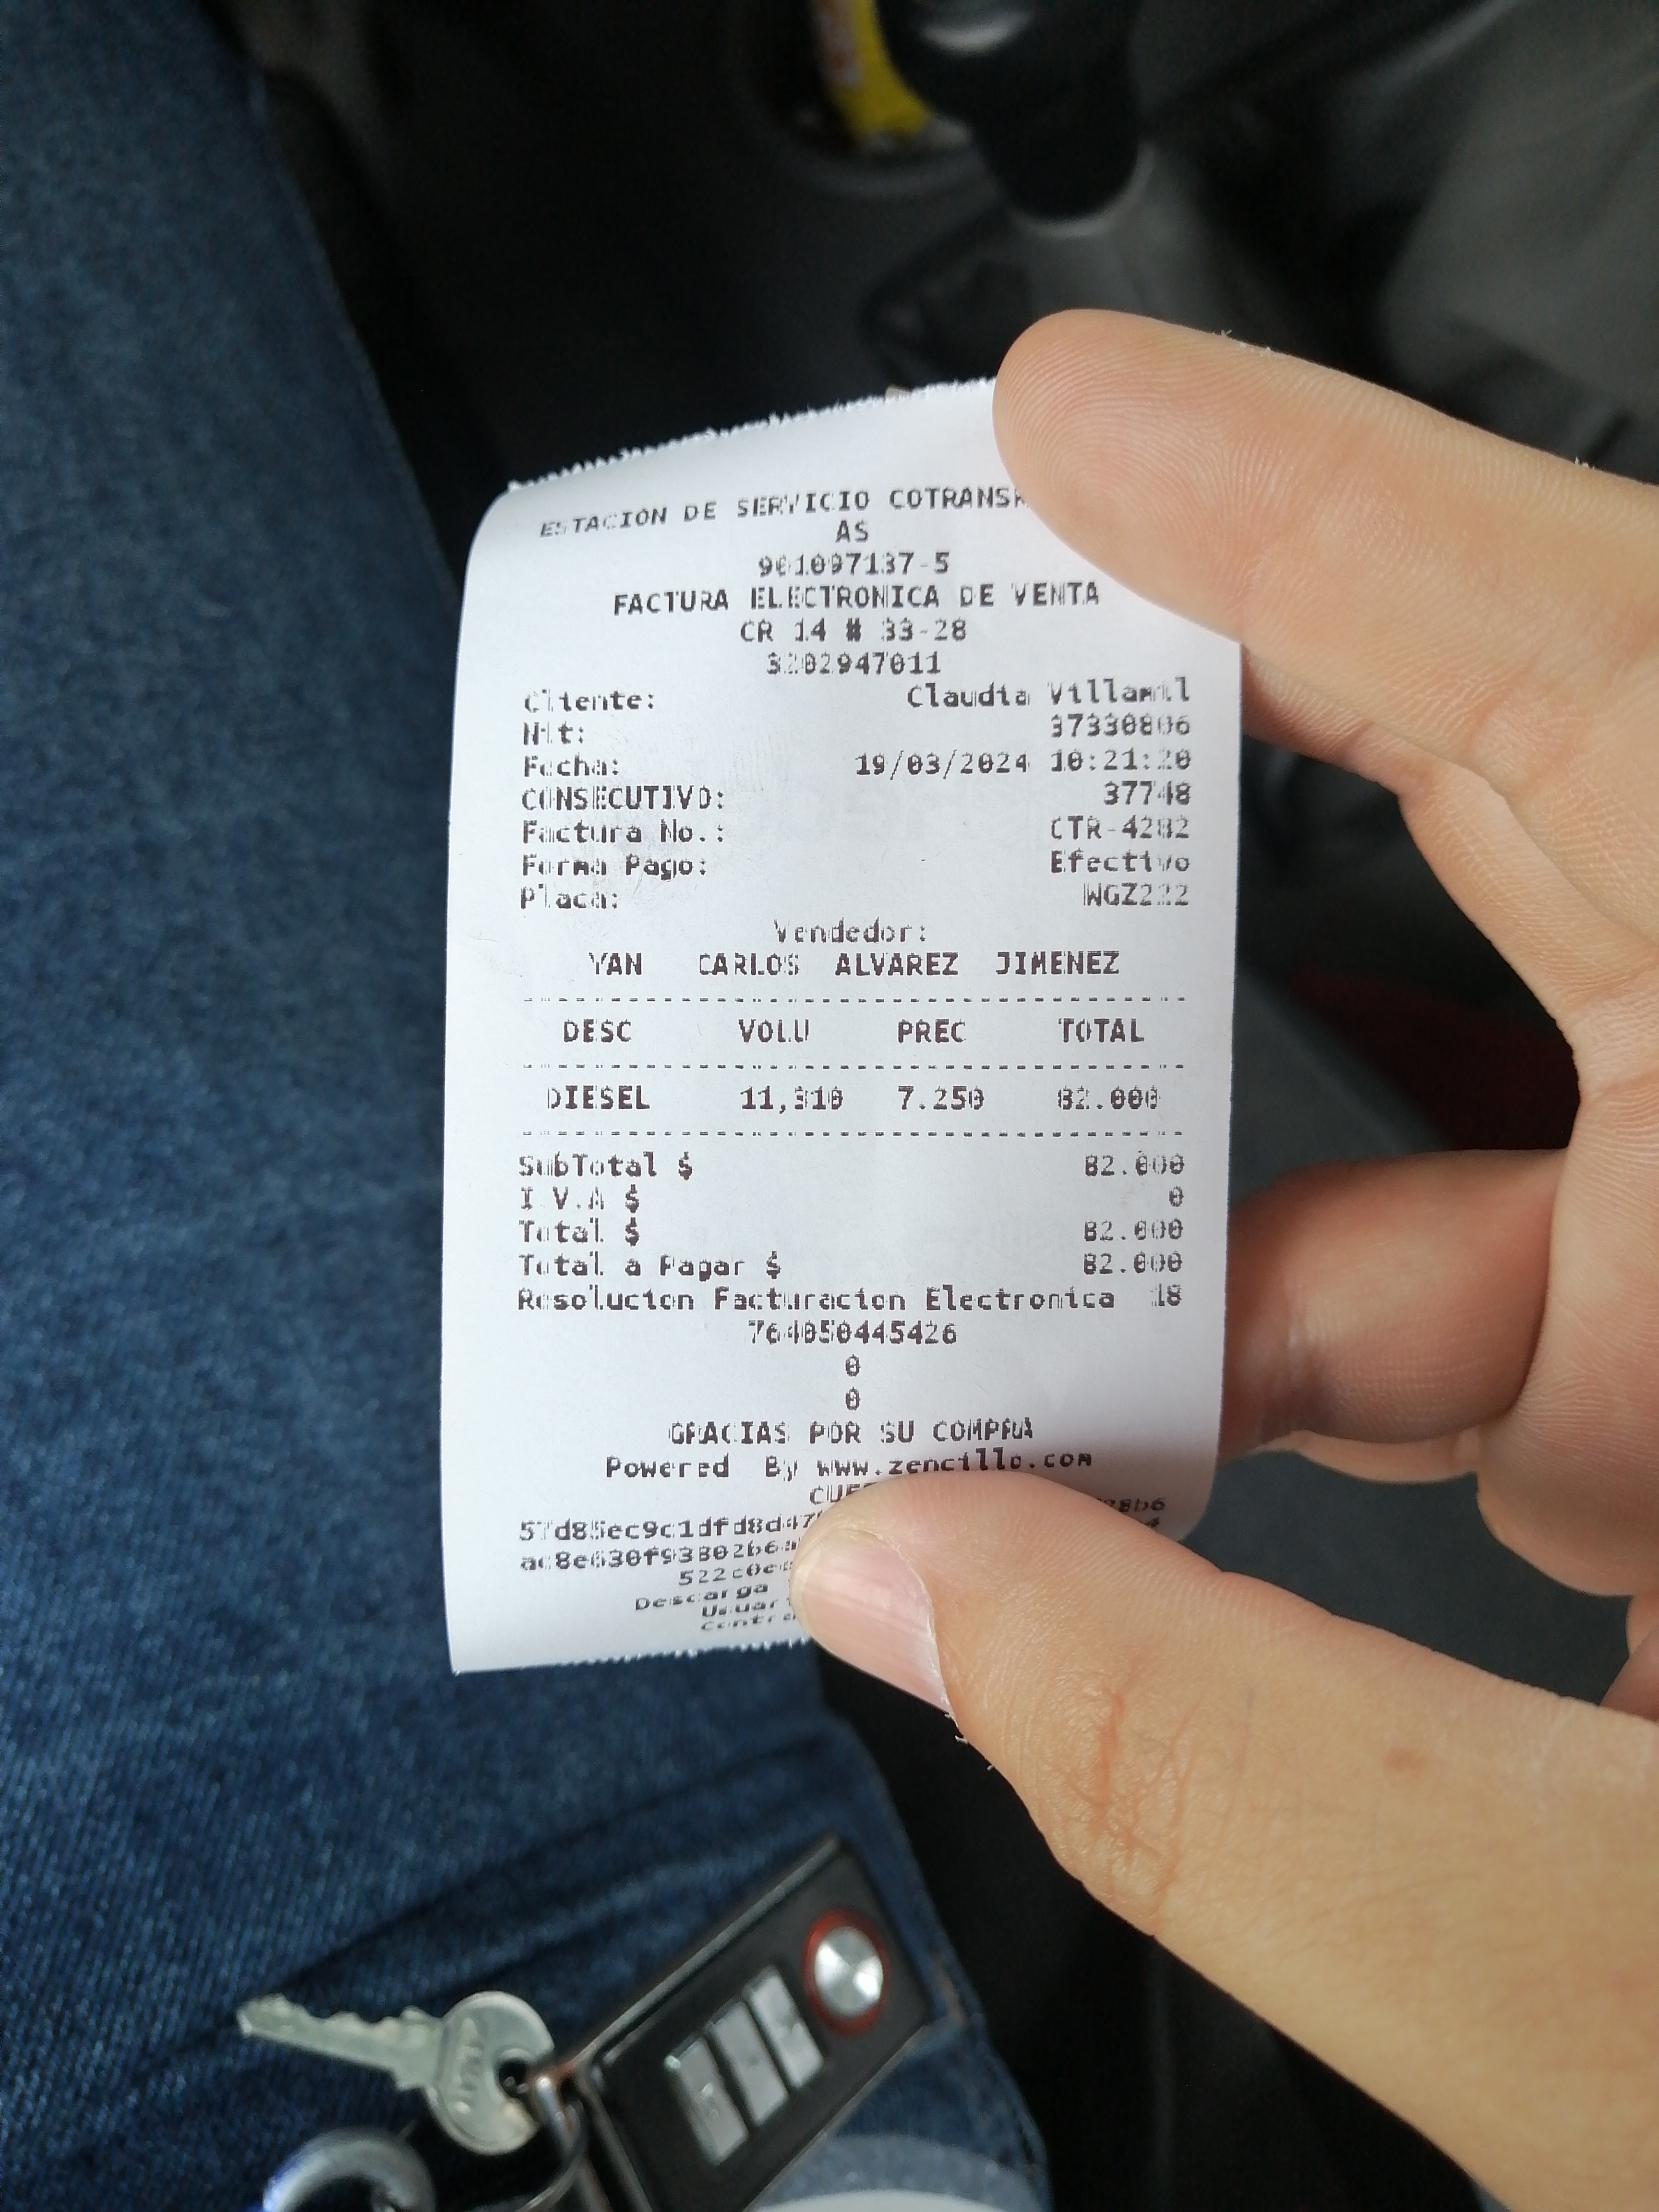 ESTACION DE SERVICIO
AS
901097137-5
FACTURA ELECTRONICA DE VENTA
CR 14 # 33-28
3202947011
Cliente: Claudia Villamil
Nit: 37330806
Fecha: 19/03/2024 10:21:20
CONSECUTIVO: 37748
Factura No.: CTR-4282
Forma Pago: Efectivo
Placa: WGZ222
Vendedor:
YAN CARLOS ALVAREZ JIMENEZ
DESC VOLU PREC TOTAL
DIESEL 11,310 7.250 82.000
SubTotal $ 82.000
I.V.A $ 0
Total $ 82.000
Total a Pagar $ 82.000
Resolucion Facturacion Electronica 18
764050445426
0
0
GRACIAS POR SU COMPRA
Powered By www.zencillo.com
Descarga